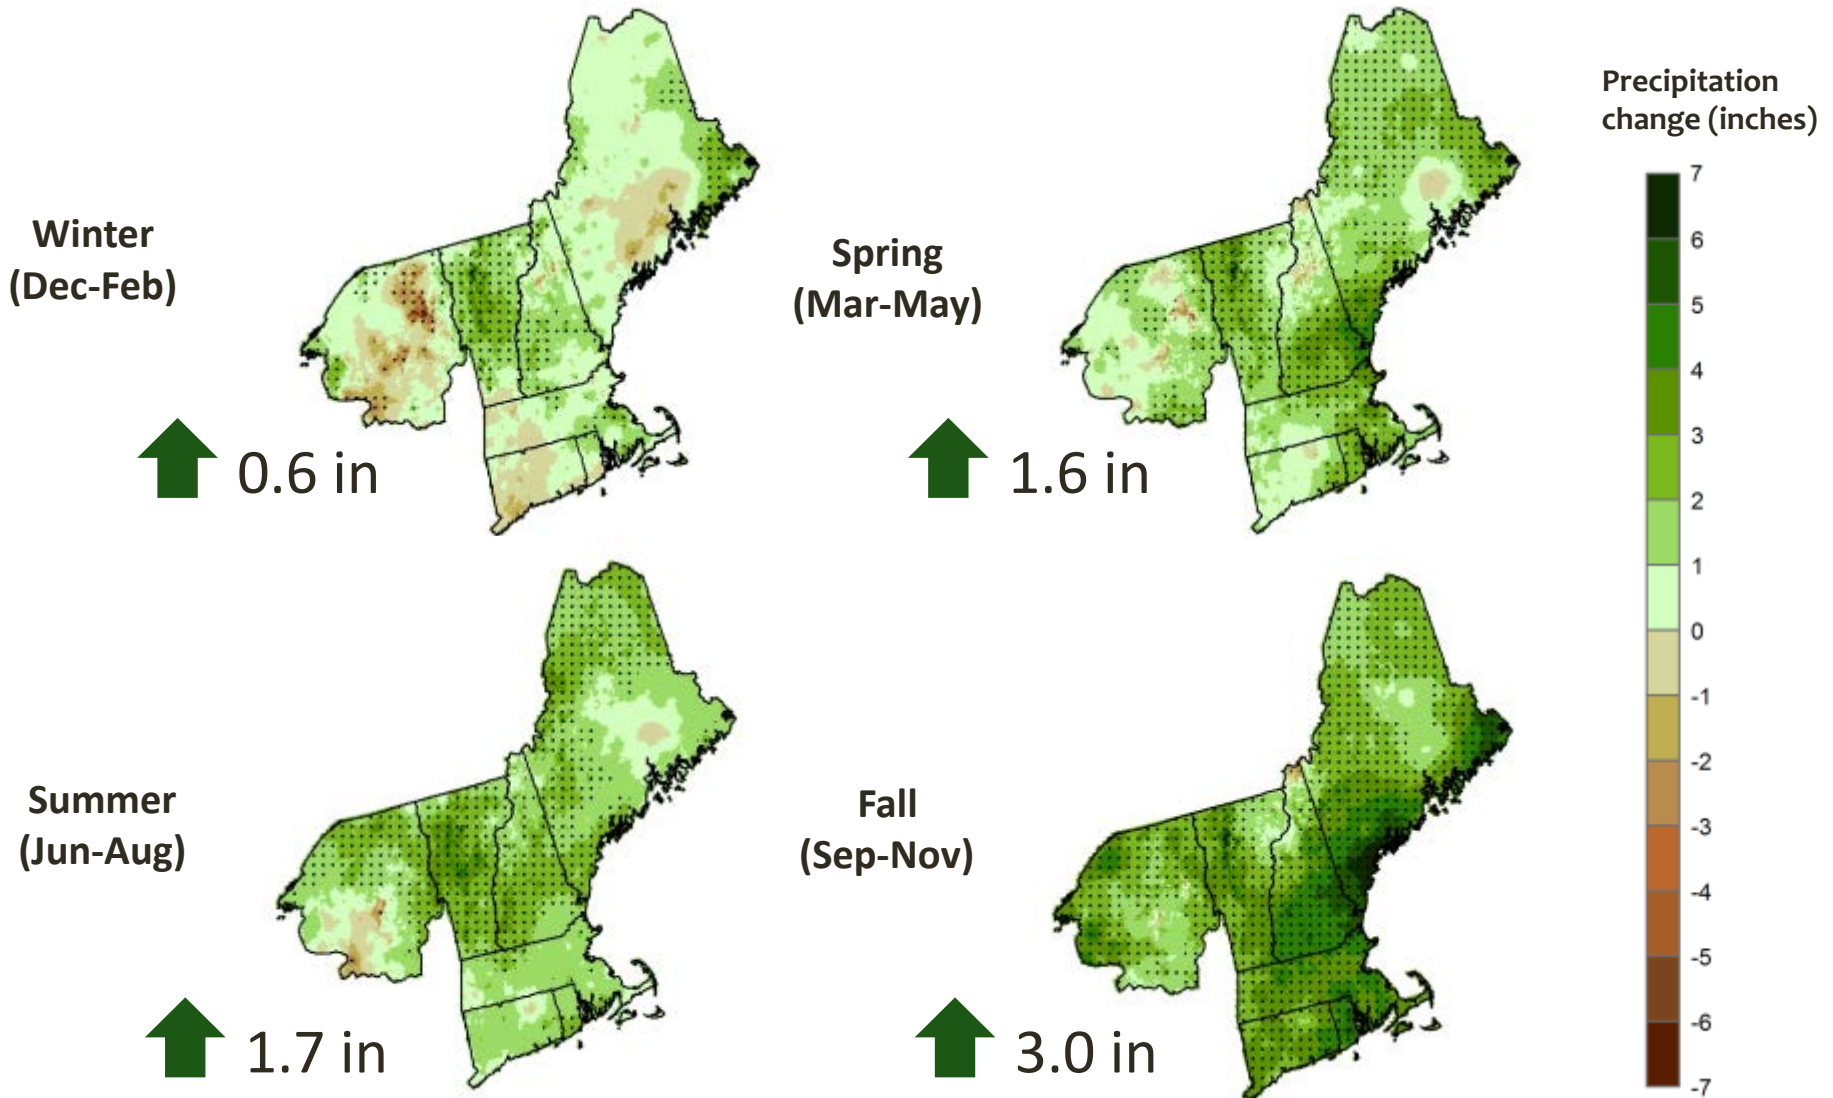 Winter
(Dec-Feb)
0.6 in
Spring
(Mar-May)
1.6 in
Summer
(Jun-Aug)
1.7 in
Fall
(Sep-Nov)
3.0 in
Precipitation
change (inches)
7
6
5
4
3
2
1
0
-1
-2
-3
-4
-5
-6
-7